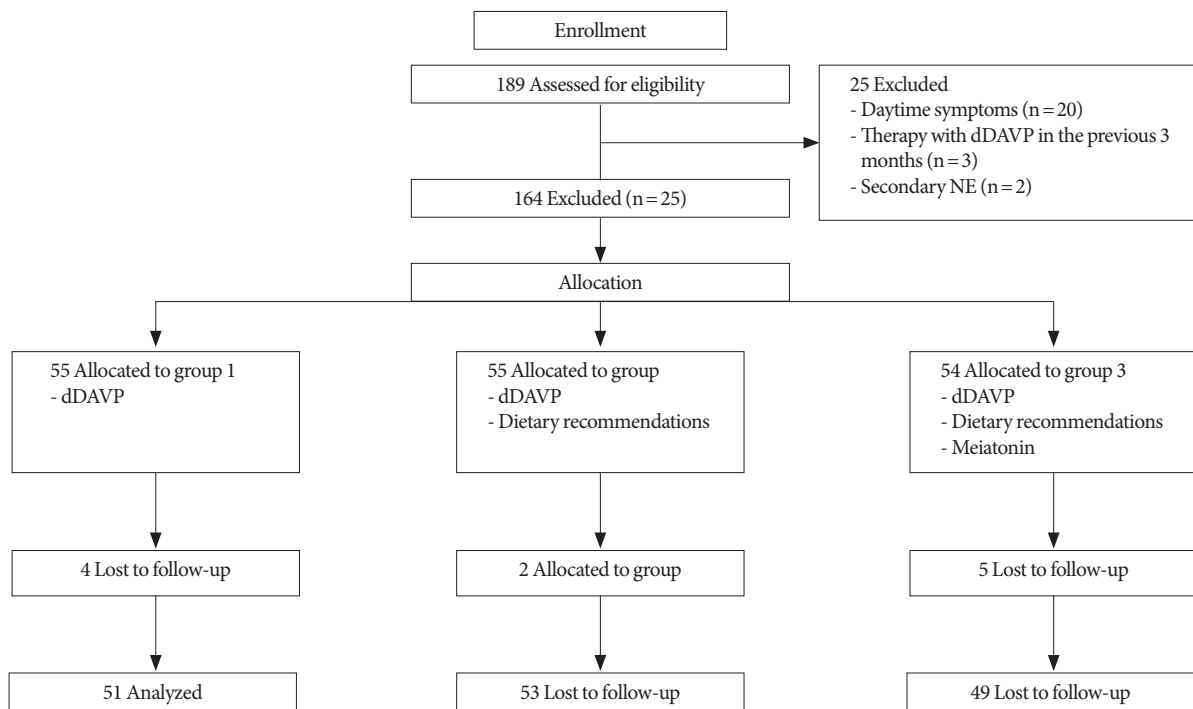 Enrollment
189 Assessed for eligibility
25 Excluded
- Daytime symptoms (n = 20)
- Therapy with dDAVP in the previous 3
months (n = 3)
- Secondary NE (n = 2)
164 Excluded (n = 25)
Allocation
55 Allocated to group 1
- dDAVP
55 Allocated to group
- dDAVP
- Dietary recommendations
54 Allocated to group 3
- dDAVP
- Dietary recommendations
- Meiatonin
4 Lost to follow-up
2 Allocated to group
5 Lost to follow-up
51 Analyzed
53 Lost to follow-up
49 Lost to follow-up